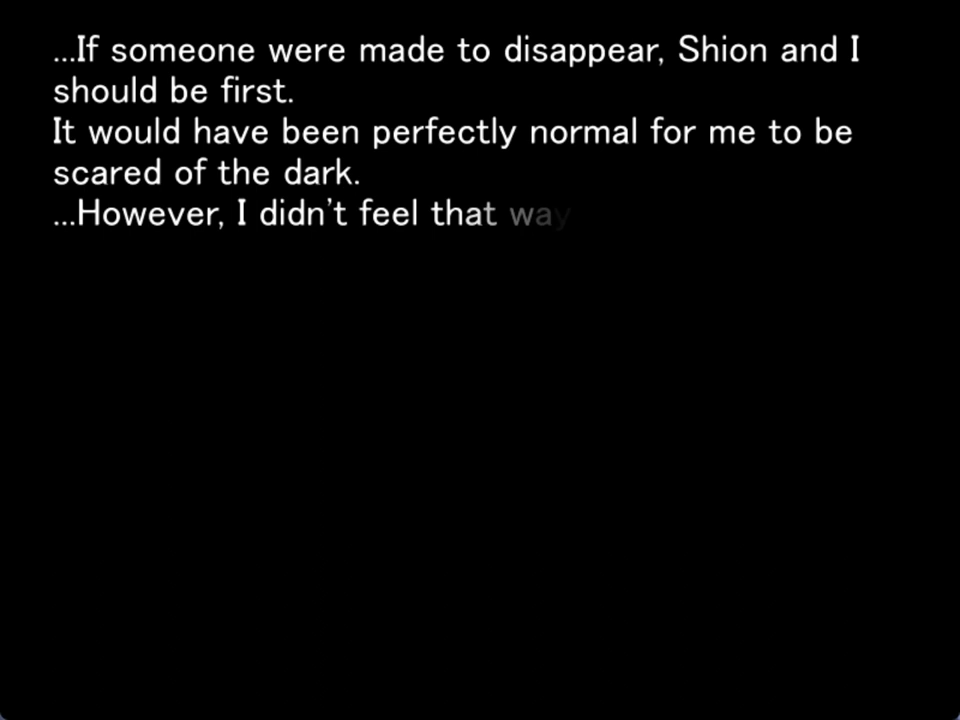 ...If someone were made to disappear, Shion and I
should be first.
It would have been perfectly normal for me to be
scared of the dark.
...However, I didn't feel that way